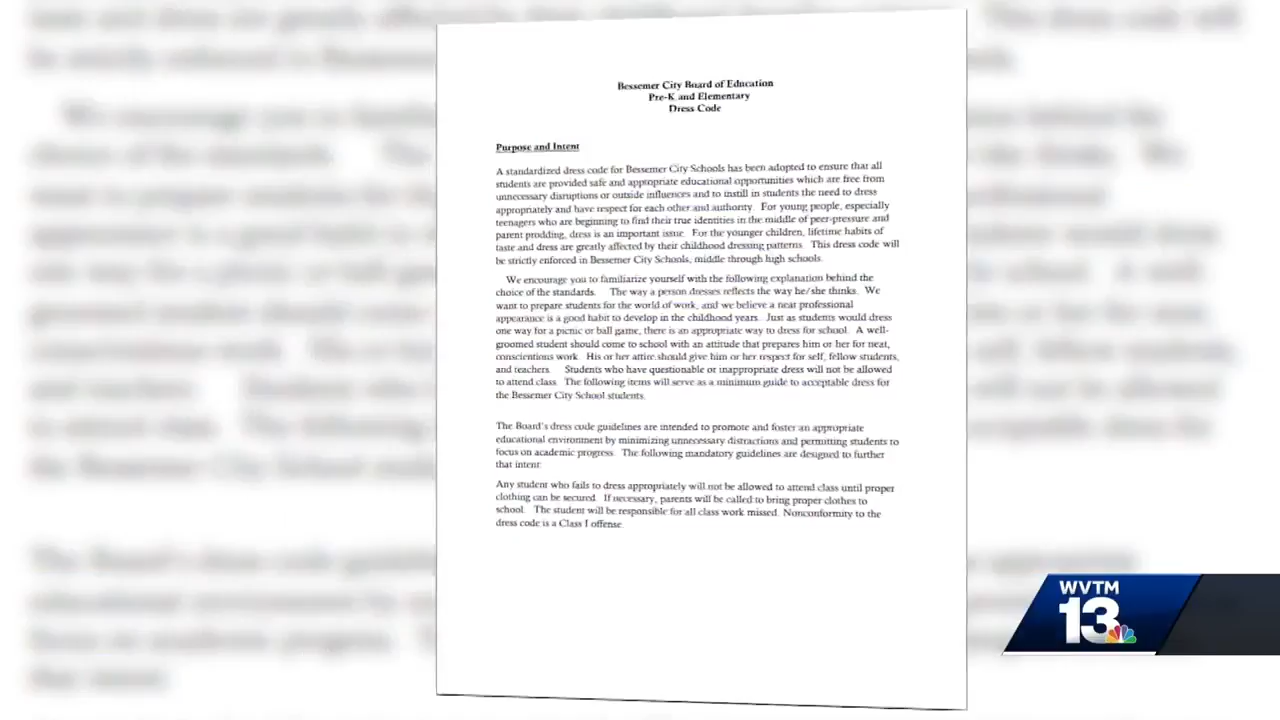 Bessemer City Board of Education
Pre-K and Elementary
Dress Code
Purpose and Intent
A standardized dress code for Bessemer City Schools has been adopted to ensure that all
students are provided safe and appropriate educational opportunities which are free from
unnecessary disruptions or outside influences and to instill in students the need to dress
appropriately and have respect for each other and authority. For young people, especially
teenagers who are beginning to find their true identities in the middle of peer-pressure and
parent prodding, dress is an important issue. For the younger children, lifetime habits of
taste and dress are greatly affected by their childhood dressing patterns. This dress code will
be strictly enforced in Bessemer City Schools, middle through high schools.
We encourage you to familiarize yourself with the following explanation behind the
choice of the standards. The way a person dresses reflects the way he/she thinks. We
want to prepare students for the world of work, and we believe a neat professional
appearance is a good habit to develop in the childhood years. Just as students would dress
one way for a picnic or ball game, there is an appropriate way to dress for school. A well-
groomed student should come to school with an attitude that prepares him or her for neat,
conscientious work. His or her attire should give him or her respect for self, fellow students,
and teachers. Students who have questionable or inappropriate dress will not be allowed
to attend class. The following items will serve as a minimum guide to acceptable dress for
the Bessemer City School students.
The Board's dress code guidelines are intended to promote and foster an appropriate
educational environment by minimizing unnecessary distractions and permitting students to
focus on academic progress. The following mandatory guidelines are designed to further
that intent:
Any student who fails to dress appropriately will not be allowed to attend class until proper
clothing can be secured. If necessary, parents will be called to bring proper clothes to
school. The student will be responsible for all class work missed. Nonconformity to the
dress code is a Class I offense.
WVTM
13